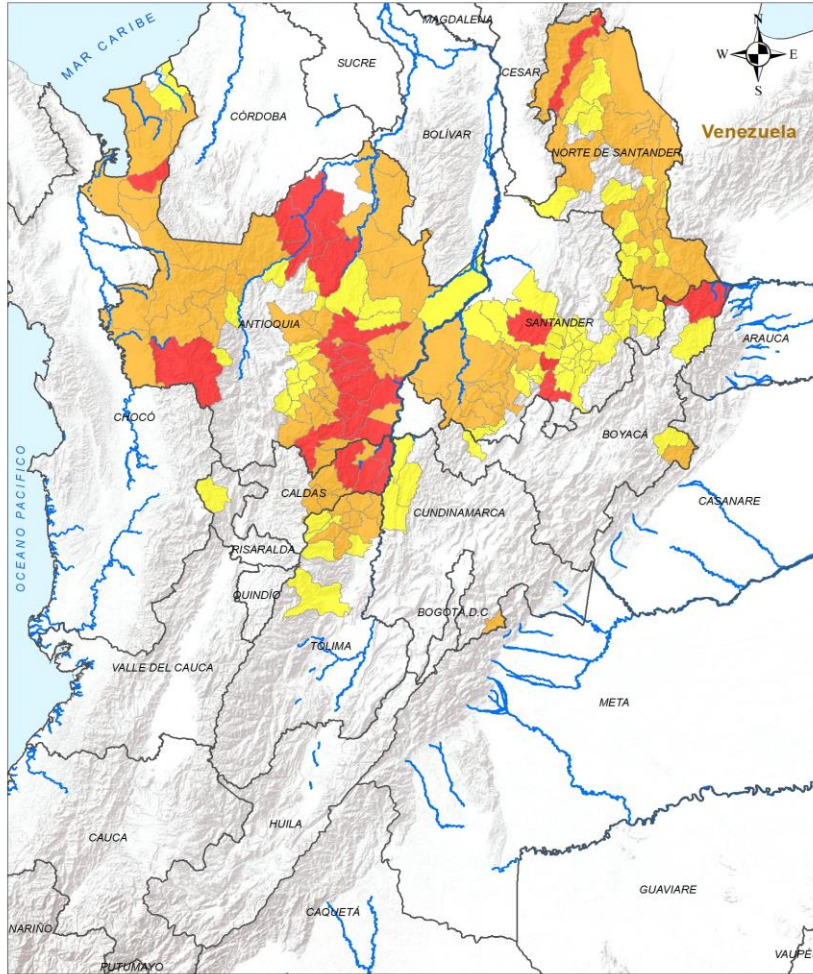 MAGDALENA
N
W E
S
MAR CARIBE
SUCRE
CESAR
CÓRDOBA
BOLÍVAR
Venezuela
NORTE DE SANTANDER
ANTIOQUIA
SANTANDER
ARAUCA
CHOCÓ
BOYACÁ
OCEANO PACIFICO
CALDAS
CUNDINAMARCA
CASANARE
RISARALDA
QUINDÍO
BOGOTÁ, D.C
TOLIMA
VALLE DEL CAUCA
META
HUILA
CAUCA
GUAVIARE
CAQUETÁ
NARIÑO
PUTUMAYO
VAUPÉ